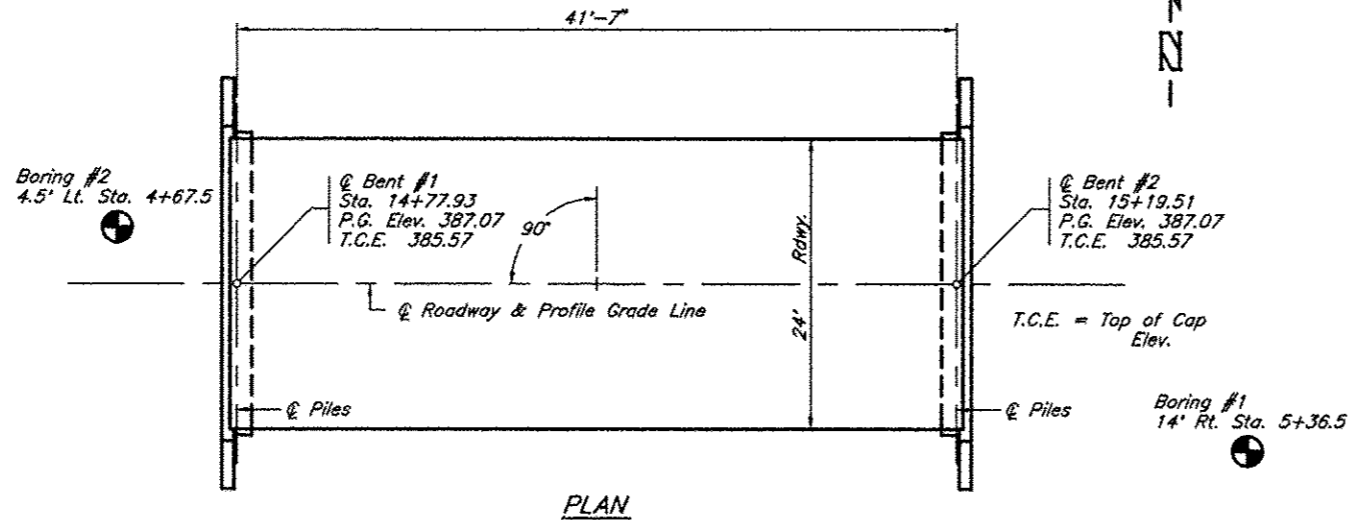 41'-7"
N
Boring #2
4.5' Lt. Sta. 4+67.5
℄ Bent #1
Sta. 14+77.93
P.G. Elev. 387.07
T.C.E. 385.57
90°
Rdwy.
24'
℄ Bent #2
Sta. 15+19.51
P.G. Elev. 387.07
T.C.E. 385.57
℄ Roadway & Profile Grade Line
T.C.E. = Top of Cap
Elev.
℄ Piles
℄ Piles
Boring #1
14' Rt. Sta. 5+36.5
PLAN